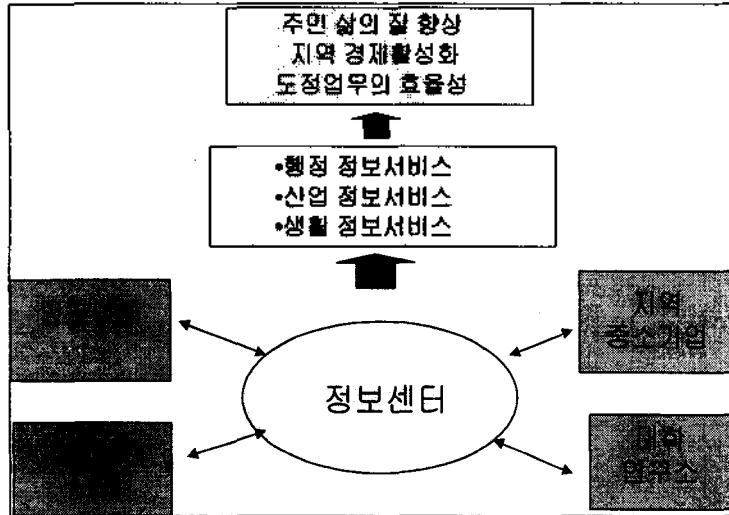 주민 삶의 질 향상
지역 경제활성화
도정업무의 효율성
•행정 정보서비스
•산업 정보서비스
•생활 정보서비스
지역
중소기업
정보센터
연구소